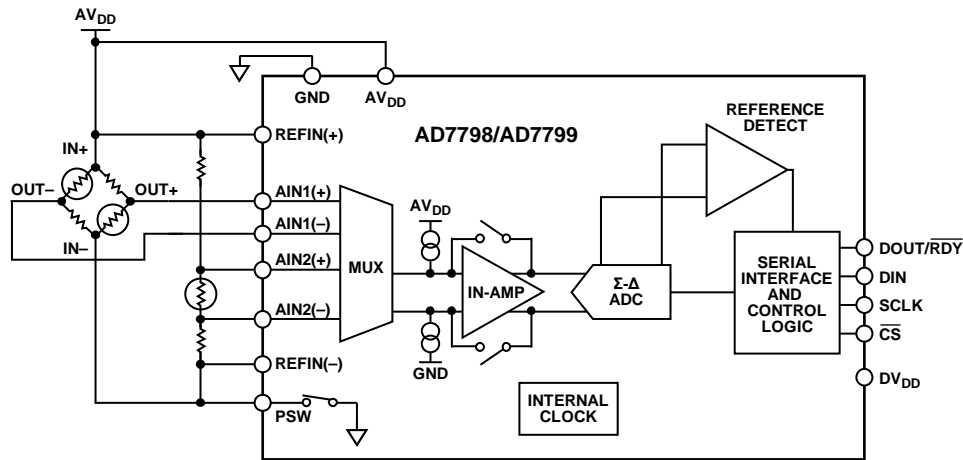 AVDD
GND
AVDD
REFERENCE
DETECT
AD7798/AD7799
REFIN(+)
IN+
OUT–
OUT+
IN–
AIN1(+)
AIN1(–)
AIN2(+)
AIN2(–)
REFIN(–)
PSW
MUX
AVDD
GND
IN-AMP
Σ-Δ
ADC
SERIAL
INTERFACE
AND
CONTROL
LOGIC
INTERNAL
CLOCK
DOUT/RDY
DIN
SCLK
CS
DVDD